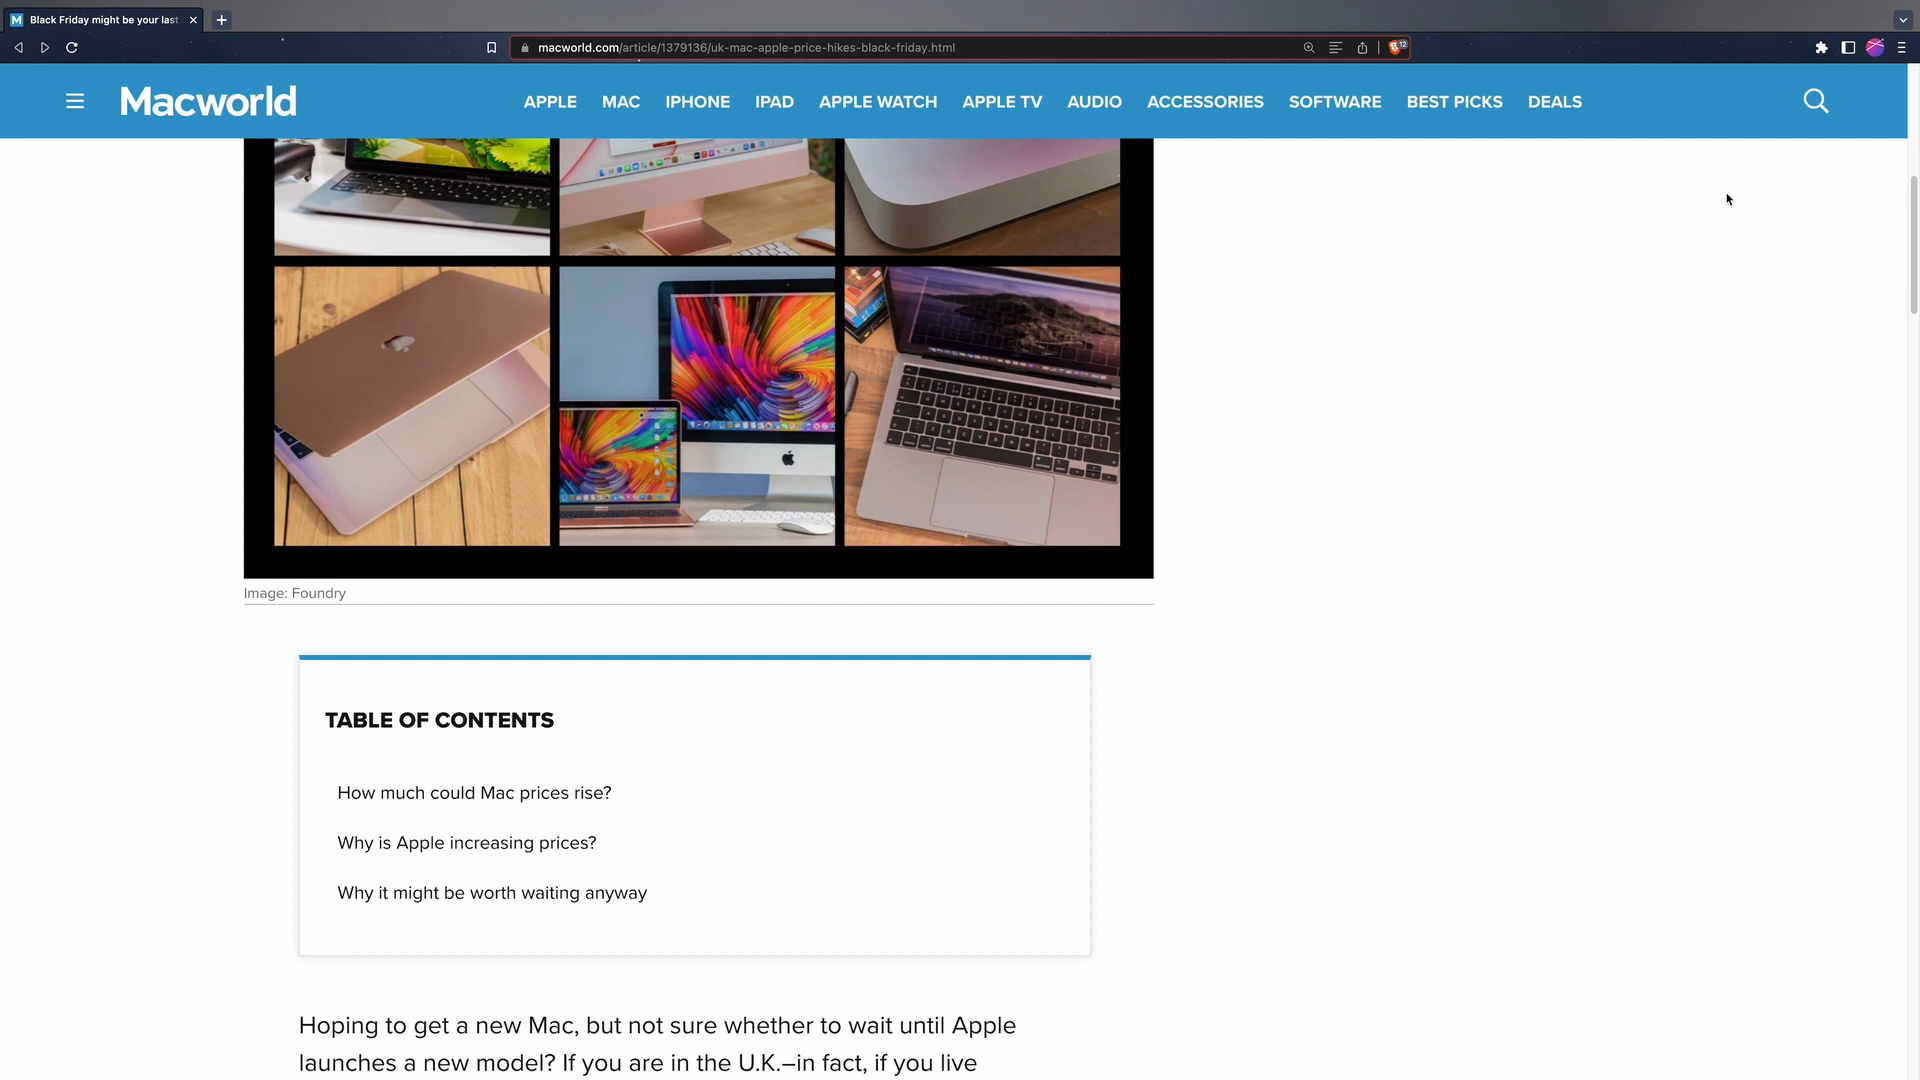 Black Friday might be your last
macworld.com/article/1379136/uk-mac-apple-price-hikes-black-friday.html
12
Macworld
APPLE MAC IPHONE IPAD APPLE WATCH APPLE TV AUDIO ACCESSORIES SOFTWARE BEST PICKS DEALS
Image: Foundry
TABLE OF CONTENTS
How much could Mac prices rise?
Why is Apple increasing prices?
Why it might be worth waiting anyway
Hoping to get a new Mac, but not sure whether to wait until Apple
launches a new model? If you are in the U.K.–in fact, if you live